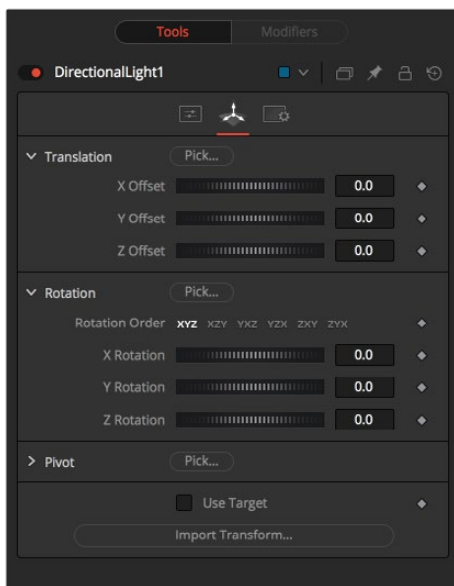 Tools Modifiers
DirectionalLight1
Translation Pick...
X Offset 0.0
Y Offset 0.0
Z Offset 0.0
Rotation Pick...
Rotation Order XYZ XZY YXZ YZX ZXY ZYX
X Rotation 0.0
Y Rotation 0.0
Z Rotation 0.0
Pivot Pick...
Use Target
Import Transform...